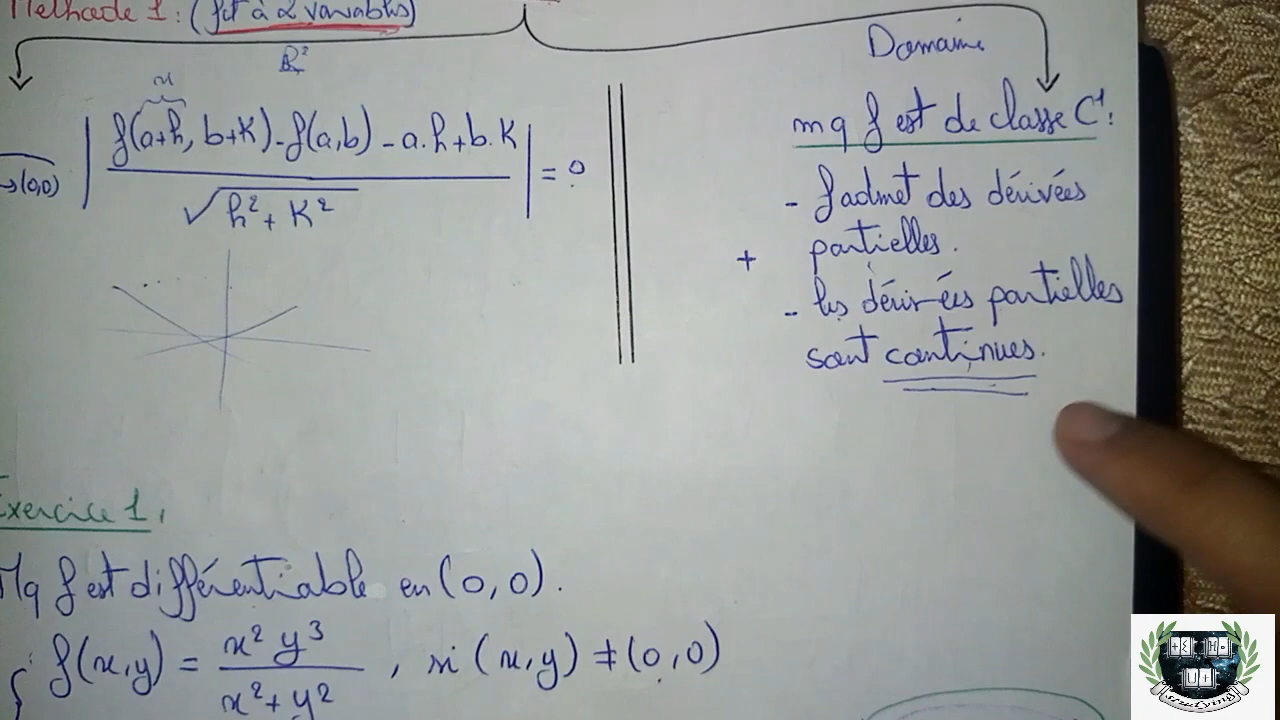 Methode 1: (fct à 2 variables)
R²
Domaine
x
→(0,0) | f(a+h, b+k) - f(a,b) - a.h + b.k / √h² + k² | = 0
mq f est de classe C¹:
- f admet des dérivées
partielles.
+
- les dérivées partielles
sont continues.
Exercice 1:
Mq f est différentiable en (0,0).
{ f(x,y) = x² y³ / x² + y² , si (x,y) ≠ (0,0)